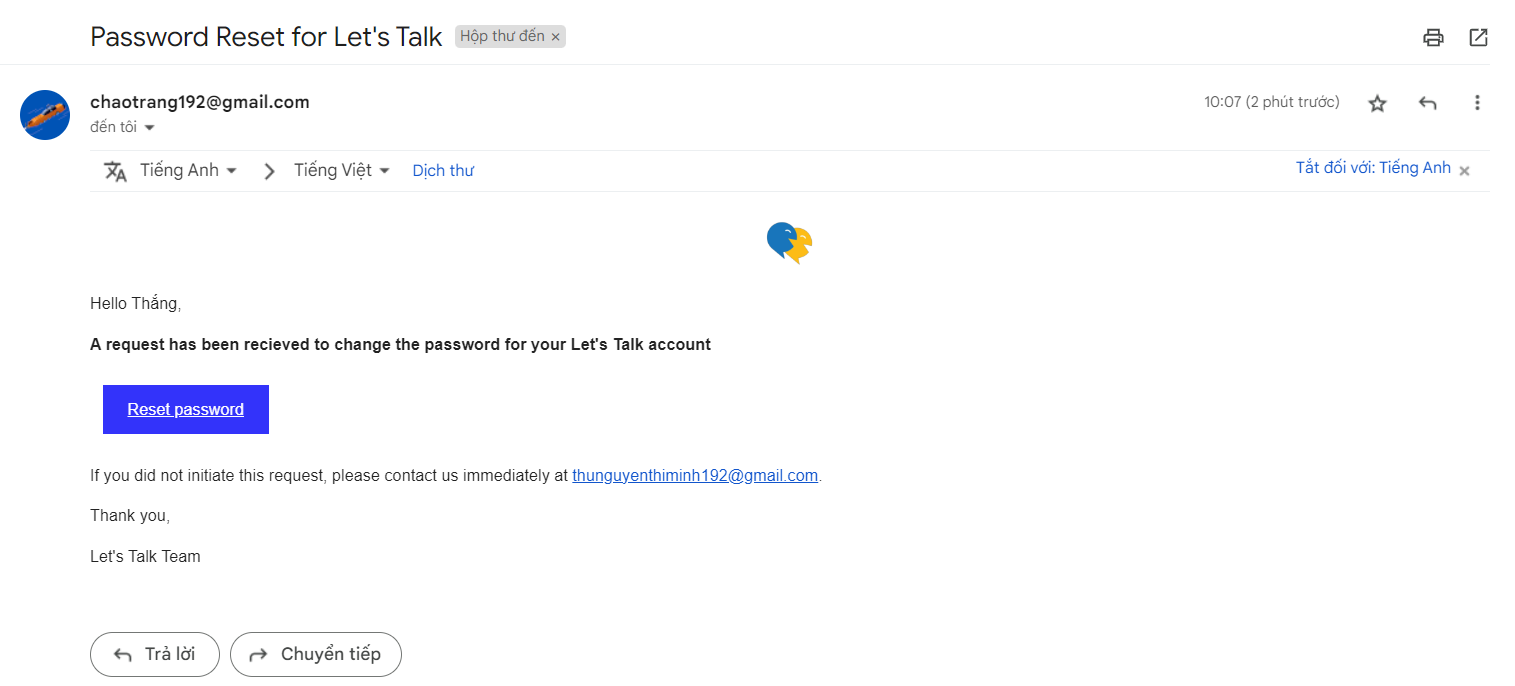 Password Reset for Let's Talk Hộp thư đến ×
chaotrang192@gmail.com 10:07 (2 phút trước)
đến tôi
Tiếng Anh Tiếng Việt Dịch thư Tắt đối với: Tiếng Anh ×
Hello Thắng,
A request has been recieved to change the password for your Let's Talk account
Reset password
If you did not initiate this request, please contact us immediately at thunguyenthiminh192@gmail.com.
Thank you,
Let's Talk Team
Trả lời Chuyển tiếp